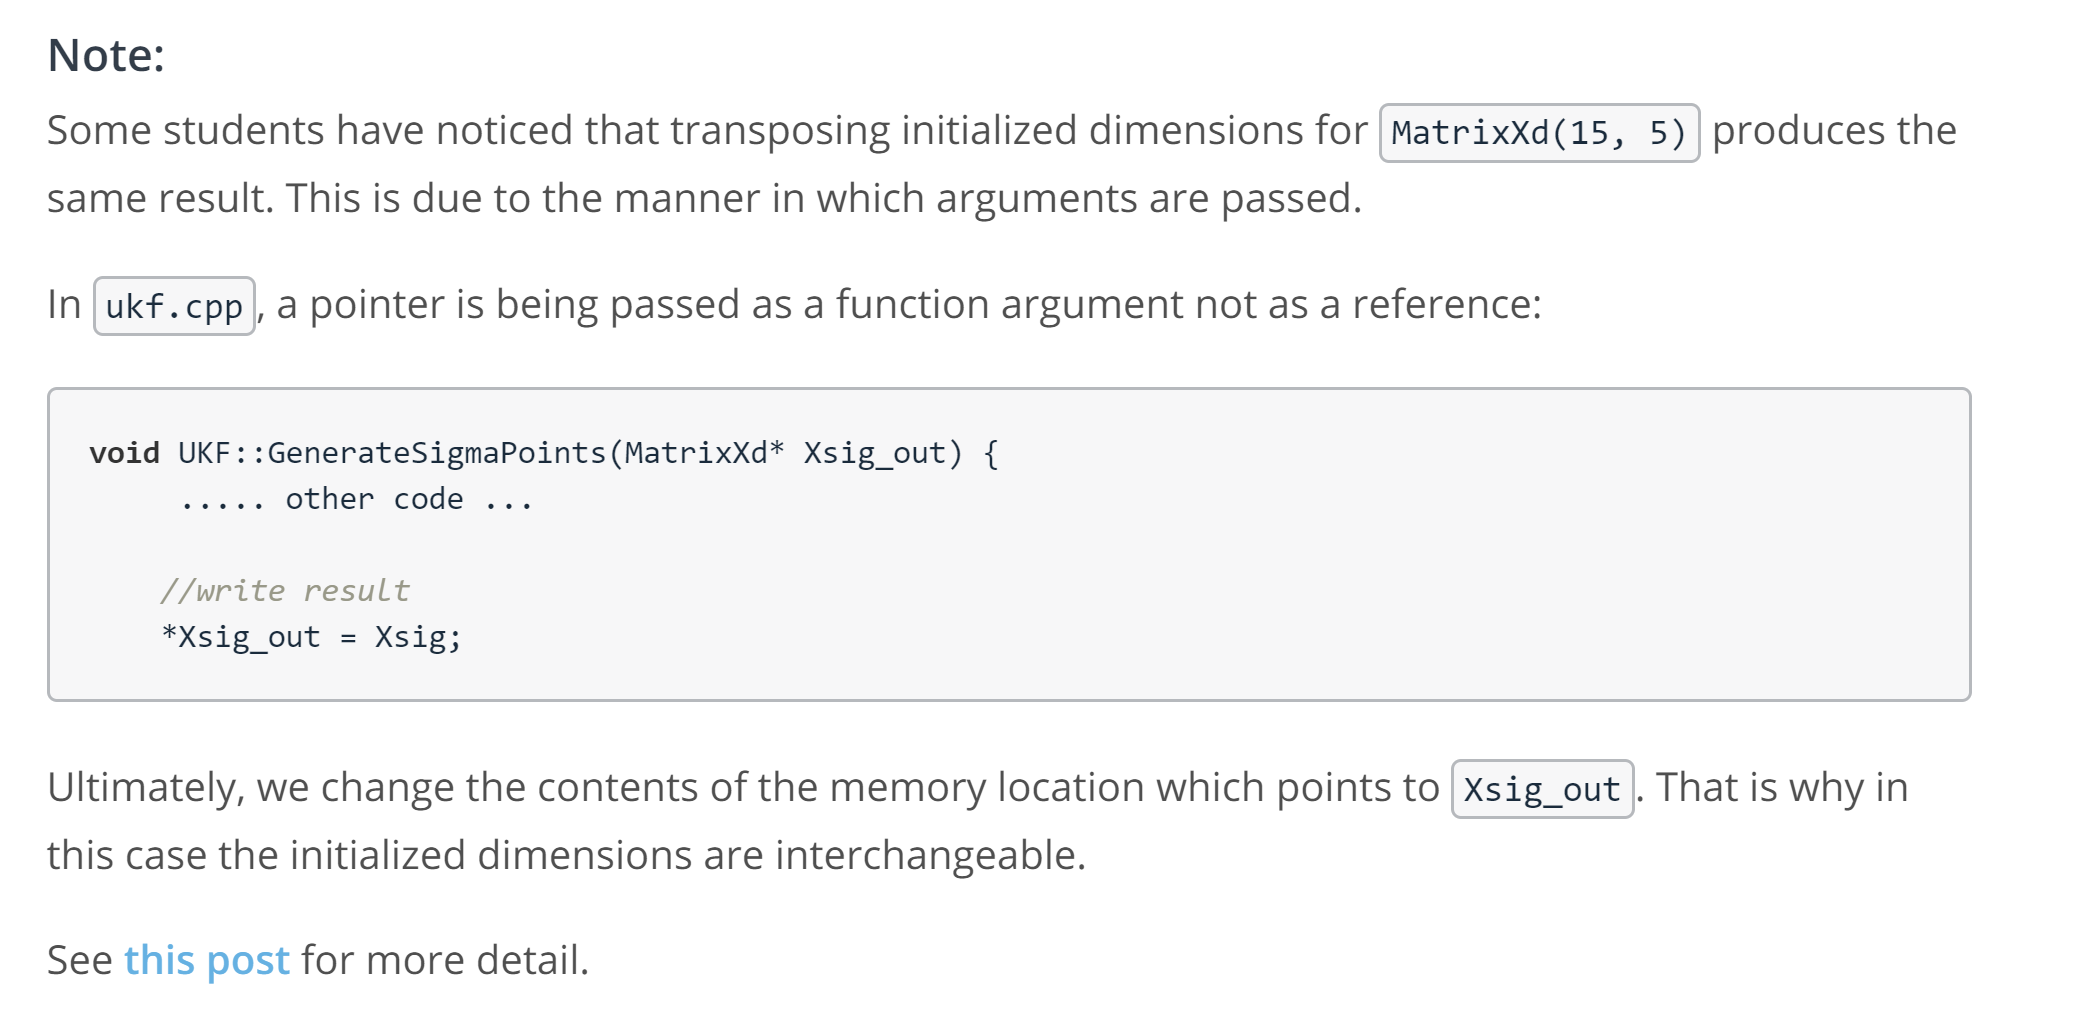 Note:
Some students have noticed that transposing initialized dimensions for MatrixXd(15, 5) produces the
same result. This is due to the manner in which arguments are passed.
In ukf.cpp, a pointer is being passed as a function argument not as a reference:
void UKF::GenerateSigmaPoints(MatrixXd* Xsig_out) {
..... other code ...
//write result
*Xsig_out = Xsig;
Ultimately, we change the contents of the memory location which points to Xsig_out. That is why in
this case the initialized dimensions are interchangeable.
See this post for more detail.